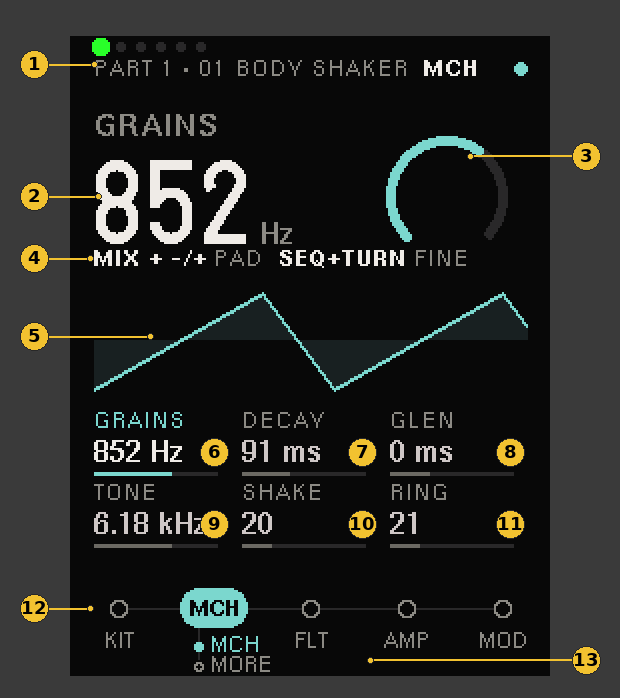 1 PART 1 · 01 BODY SHAKER MCH
GRAINS
3
2 852 Hz
4 MIX + -/+ PAD SEQ+TURN FINE
5
GRAINS DECAY GLEN
852 Hz 6 91 ms 7 0 ms 8
TONE SHAKE RING
6.18 kHz 9 20 10 21 11
12 MCH
KIT MCH FLT AMP MOD
MORE 13